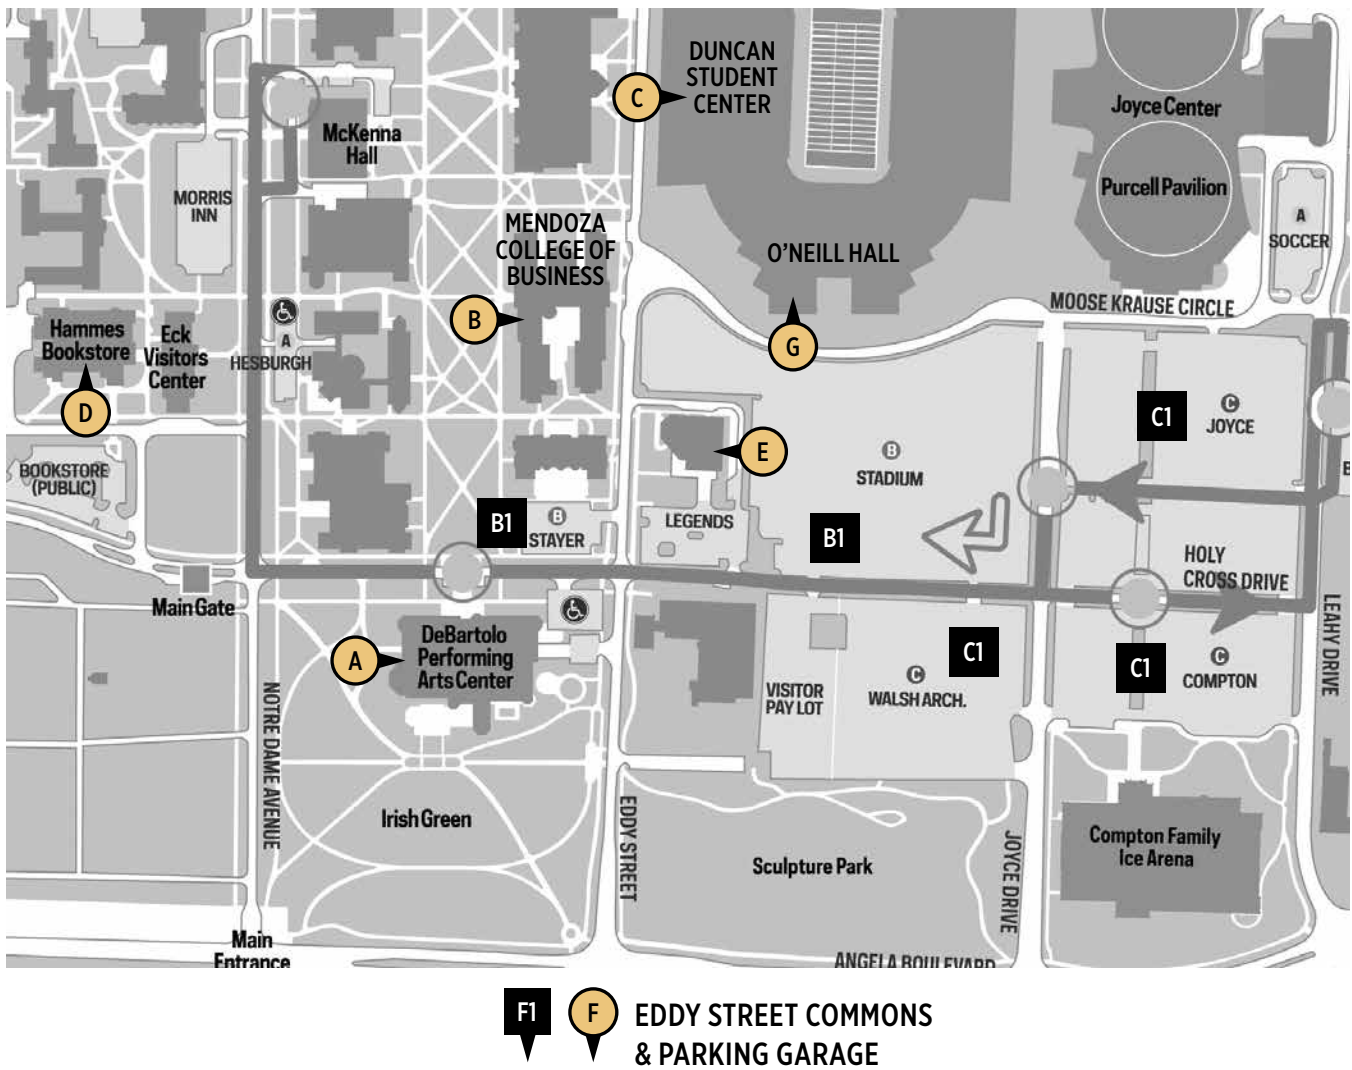 DUNCAN
STUDENT
CENTER
C
Joyce Center
McKenna
Hall
Purcell Pavilion
MORRIS
INN
A
SOCCER
MENDOZA
COLLEGE OF
BUSINESS
O'NEILL HALL
MOOSE KRAUSE CIRCLE
B
G
Hammes
Bookstore
Eck
Visitors
Center
A
HESBURGH
D
C1
C
JOYCE
E
B
STADIUM
BOOKSTORE
(PUBLIC)
B
B1
B
STAYER
LEGENDS
B1
HOLY
CROSS DRIVE
Main Gate
LEAHY DRIVE
A
DeBartolo
Performing
Arts Center
C1
C1
C
COMPTON
VISITOR
PAY LOT
C
WALSH ARCH.
NOTRE DAME AVENUE
Irish Green
EDDY STREET
Sculpture Park
JOYCE DRIVE
Compton Family
Ice Arena
Main
Entrance
ANGELA BOULEVARD
F1
F
EDDY STREET COMMONS
& PARKING GARAGE